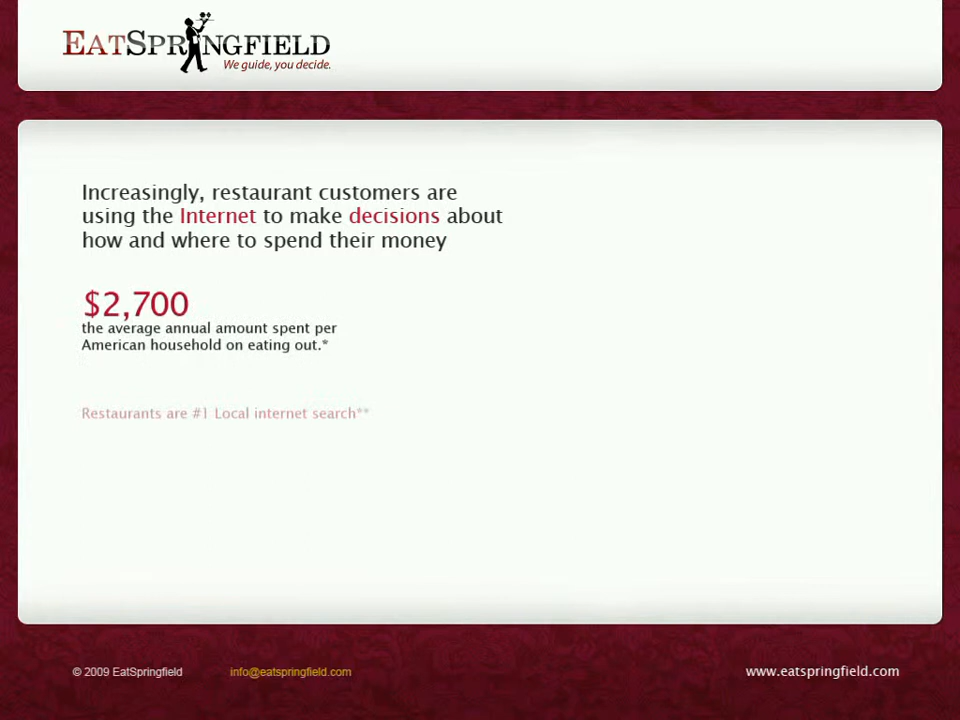 EATSPRINGFIELD
We guide, you decide.
Increasingly, restaurant customers are
using the Internet to make decisions about
how and where to spend their money
$2,700
the average annual amount spent per
American household on eating out.*
Restaurants are #1 Local internet search**
© 2009 EatSpringfield info@eatspringfield.com www.eatspringfield.com